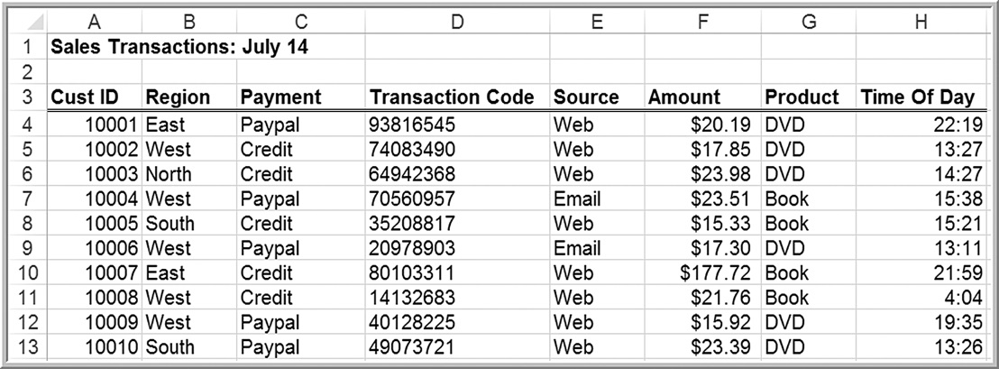 A B C D E F G H
1 Sales Transactions: July 14
2
3 Cust ID Region Payment Transaction Code Source Amount Product Time Of Day
4 10001 East Paypal 93816545 Web $20.19 DVD 22:19
5 10002 West Credit 74083490 Web $17.85 DVD 13:27
6 10003 North Credit 64942368 Web $23.98 DVD 14:27
7 10004 West Paypal 70560957 Email $23.51 Book 15:38
8 10005 South Credit 35208817 Web $15.33 Book 15:21
9 10006 West Paypal 20978903 Email $17.30 DVD 13:11
10 10007 East Credit 80103311 Web $177.72 Book 21:59
11 10008 West Credit 14132683 Web $21.76 Book 4:04
12 10009 West Paypal 40128225 Web $15.92 DVD 19:35
13 10010 South Paypal 49073721 Web $23.39 DVD 13:26